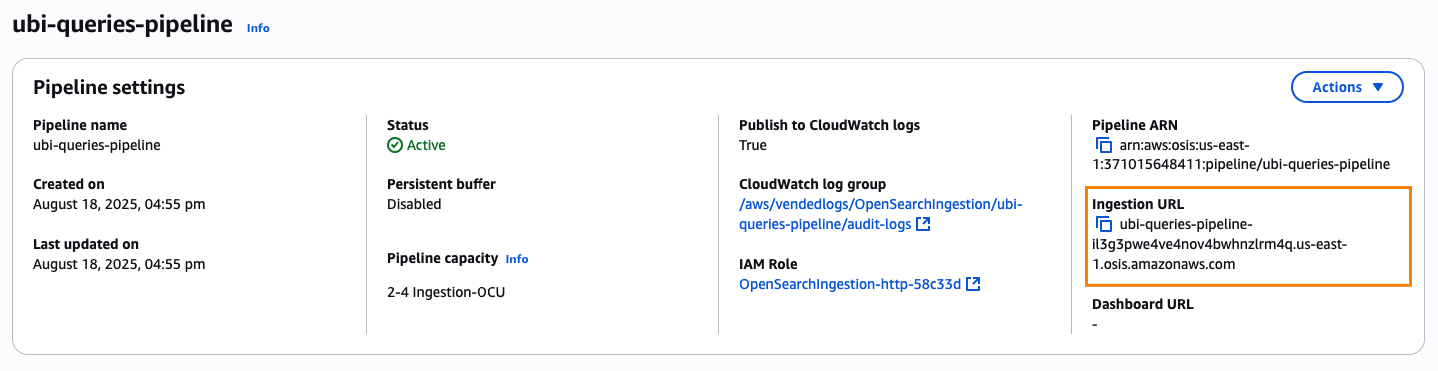 ubi-queries-pipeline Info
Pipeline settings
Actions
Pipeline name
ubi-queries-pipeline
Created on
August 18, 2025, 04:55 pm
Last updated on
August 18, 2025, 04:55 pm
Status
Active
Persistent buffer
Disabled
Pipeline capacity Info
2-4 Ingestion-OCU
Publish to CloudWatch logs
True
CloudWatch log group
/aws/vendedlogs/OpenSearchIngestion/ubi-
queries-pipeline/audit-logs
IAM Role
OpenSearchIngestion-http-58c33d
Pipeline ARN
arn:aws:osis:us-east-
1:371015648411:pipeline/ubi-queries-pipeline
Ingestion URL
ubi-queries-pipeline-
il3g3pwe4ve4nov4bwhnzlrm4q.us-east-
1.osis.amazonaws.com
Dashboard URL
-